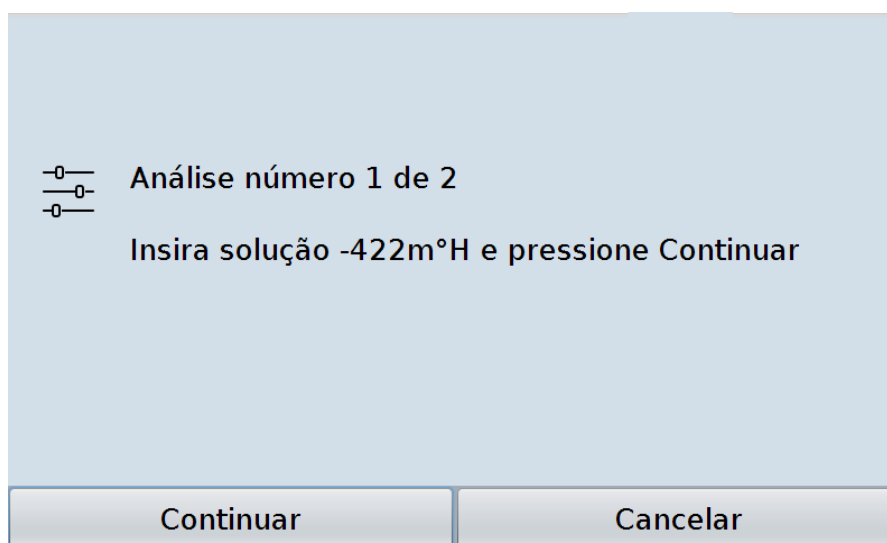 Análise número 1 de 2
Insira solução -422m°H e pressione Continuar
Continuar
Cancelar